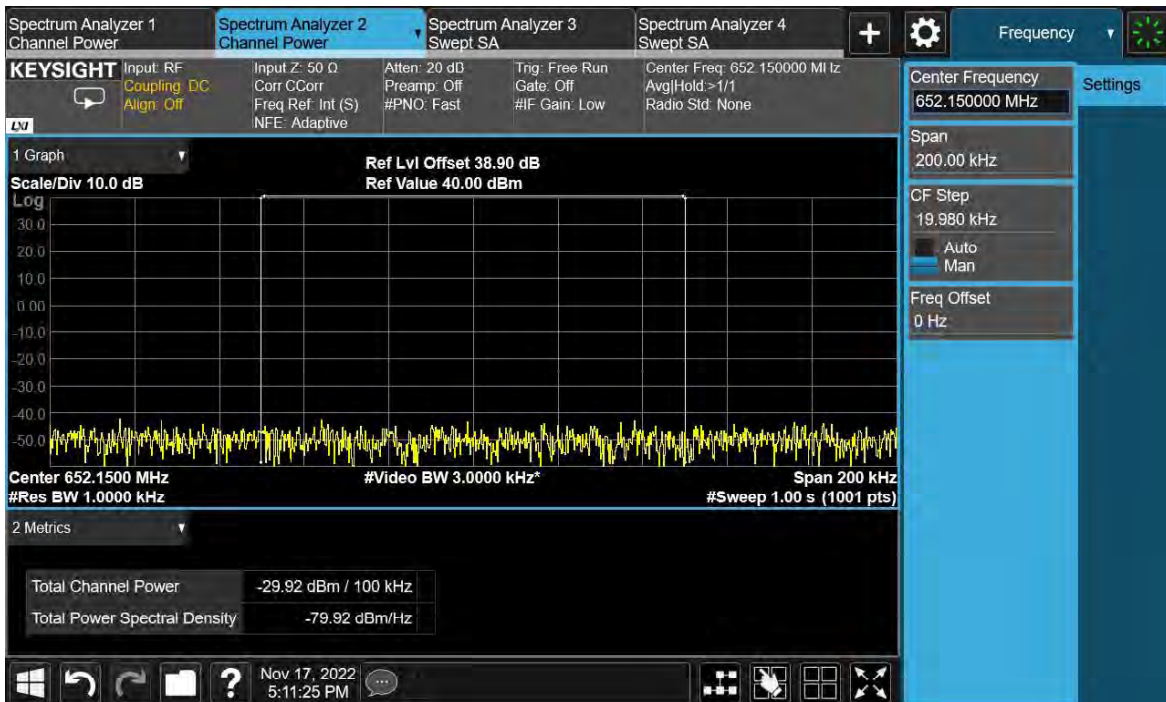 Spectrum Analyzer 1
Channel Power
Spectrum Analyzer 2
Channel Power
Spectrum Analyzer 3
Swept SA
Spectrum Analyzer 4
Swept SA
+
Frequency
KEYSIGHT
LXI
Input: RF
Coupling: DC
Align: Off
Input Z: 50 Ω
Corr CCorr
Freq Ref: Int (S)
NFE: Adaptive
Atten: 20 dB
Preamp: Off
#PNO: Fast
Trig: Free Run
Gate: Off
#IF Gain: Low
Center Freq: 652.150000 MHz
Avg|Hold:>1/1
Radio Std: None
Center Frequency
652.150000 MHz
Settings
Span
200.00 kHz
CF Step
19.980 kHz
Auto
Man
Freq Offset
0 Hz
1 Graph
Scale/Div 10.0 dB
Ref Lvl Offset 38.90 dB
Ref Value 40.00 dBm
Log
30.0
20.0
10.0
0.00
-10.0
-20.0
-30.0
-40.0
-50.0
Center 652.1500 MHz
#Res BW 1.0000 kHz
#Video BW 3.0000 kHz*
Span 200 kHz
#Sweep 1.00 s (1001 pts)
2 Metrics
Total Channel Power -29.92 dBm / 100 kHz
Total Power Spectral Density -79.92 dBm/Hz
?
Nov 17, 2022
5:11:25 PM